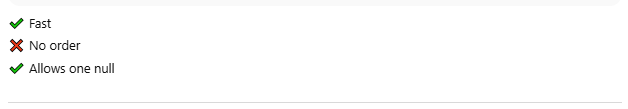 ✔ Fast
❌ No order
✔ Allows one null